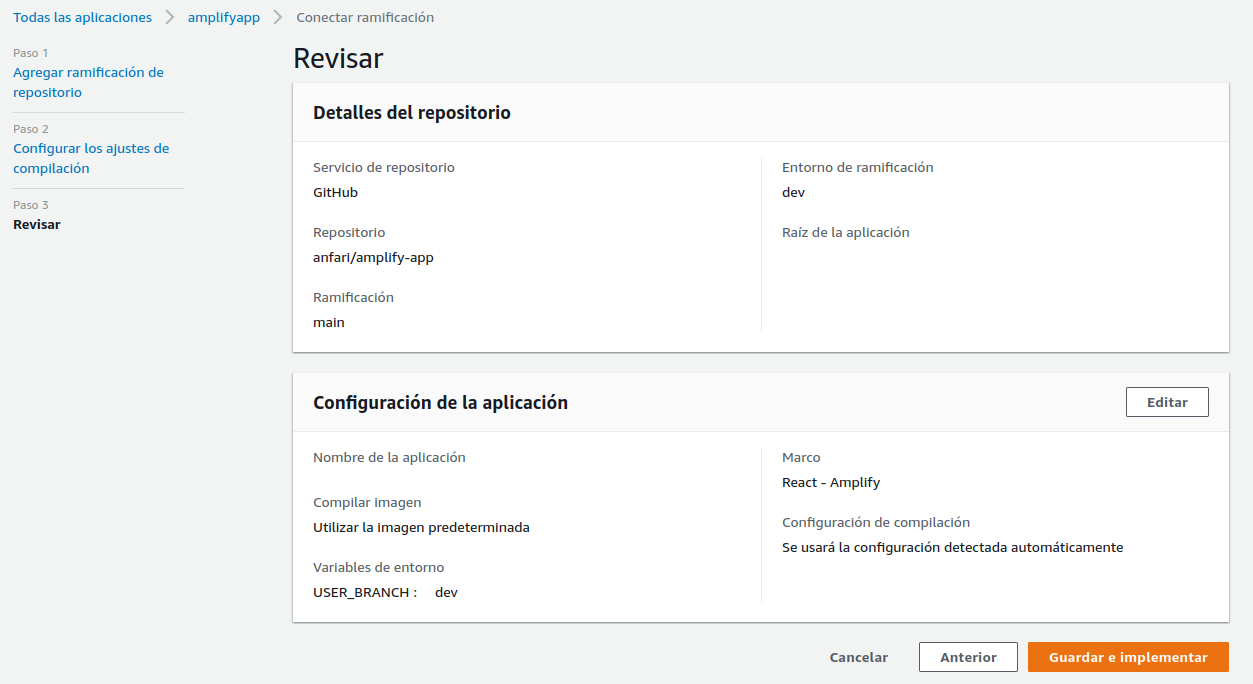 Todas las aplicaciones
amplifyapp
Conectar ramificación
Paso 1
Agregar ramificación de
repositorio
Paso 2
Configurar los ajustes de
compilación
Paso 3
Revisar
Revisar
Detalles del repositorio
Servicio de repositorio
GitHub
Repositorio
anfari/amplify-app
Ramificación
main
Entorno de ramificación
dev
Raíz de la aplicación
Configuración de la aplicación
Editar
Nombre de la aplicación
Compilar imagen
Utilizar la imagen predeterminada
Variables de entorno
USER_BRANCH : dev
Marco
React - Amplify
Configuración de compilación
Se usará la configuración detectada automáticamente
Cancelar
Anterior
Guardar e implementar